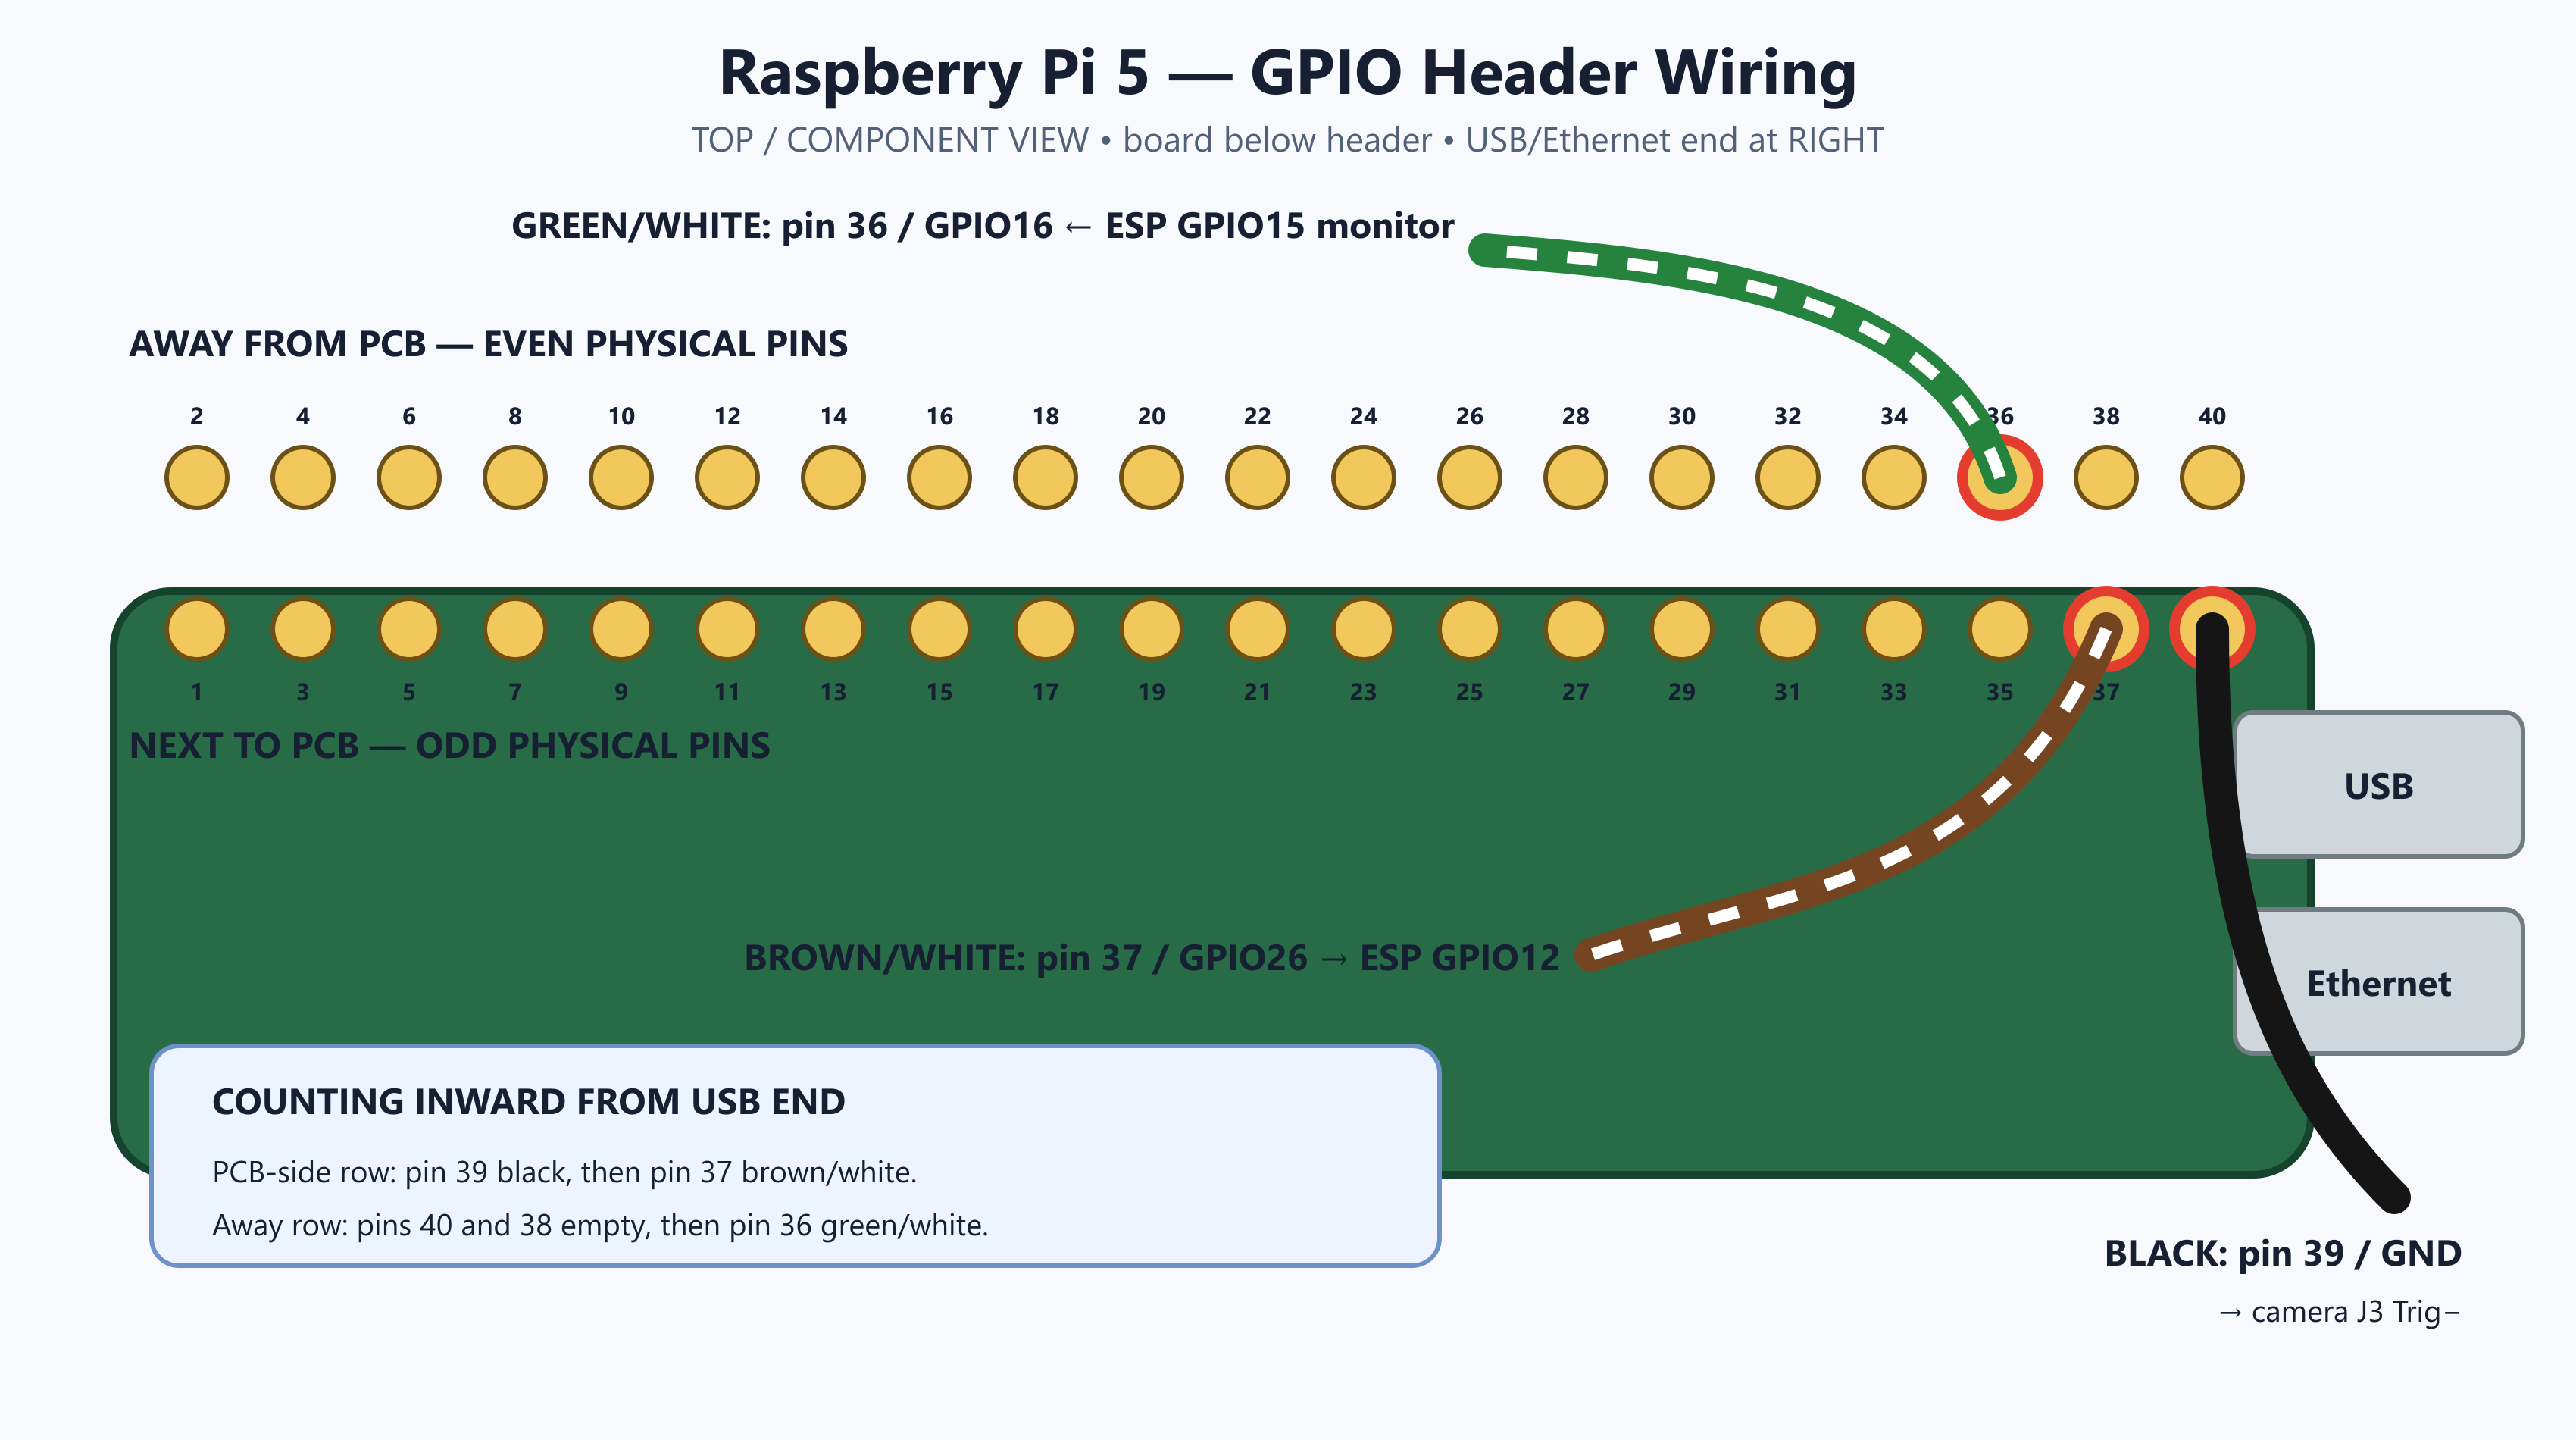 Raspberry Pi 5 — GPIO Header Wiring
TOP / COMPONENT VIEW • board below header • USB/Ethernet end at RIGHT
GREEN/WHITE: pin 36 / GPIO16 ← ESP GPIO15 monitor
AWAY FROM PCB — EVEN PHYSICAL PINS
2 4 6 8 10 12 14 16 18 20 22 24 26 28 30 32 34 36 38 40
1 3 5 7 9 11 13 15 17 19 21 23 25 27 29 31 33 35 37
NEXT TO PCB — ODD PHYSICAL PINS
USB
BROWN/WHITE: pin 37 / GPIO26 → ESP GPIO12
Ethernet
COUNTING INWARD FROM USB END
PCB-side row: pin 39 black, then pin 37 brown/white.
Away row: pins 40 and 38 empty, then pin 36 green/white.
BLACK: pin 39 / GND
→ camera J3 Trig−